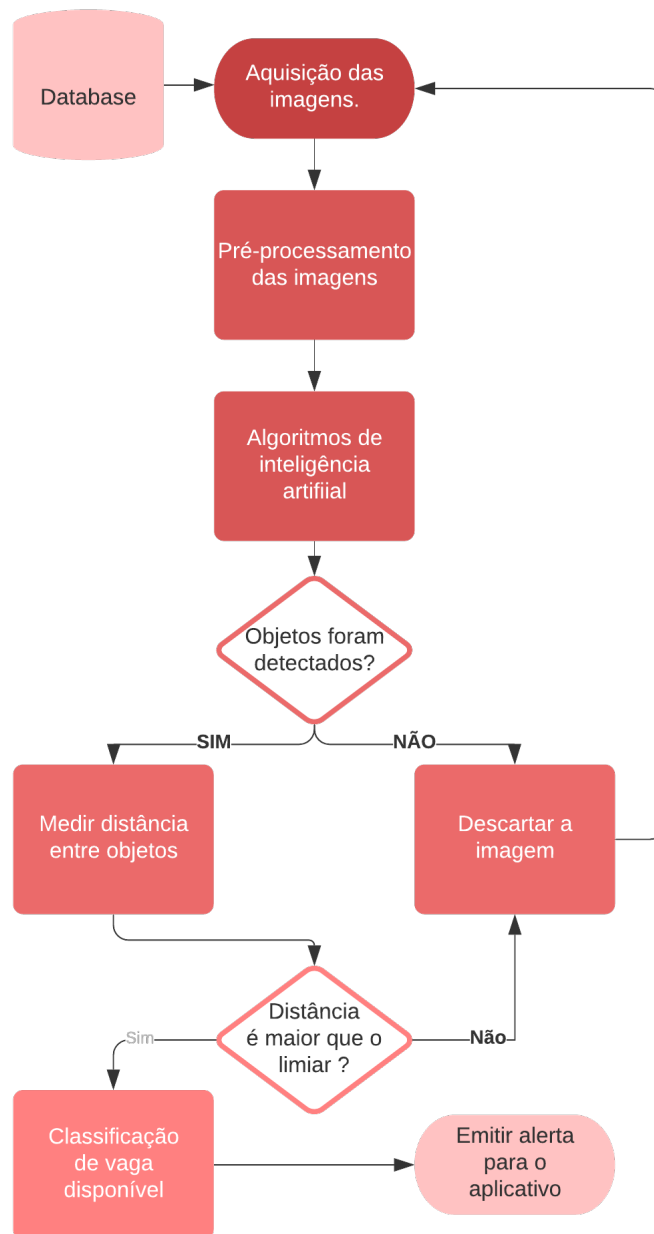 Database
Aquisição das
imagens.
Pré-processamento
das imagens
Algoritmos de
inteligência
artifiial
Objetos foram
detectados?
SIM
NÃO
Medir distância
entre objetos
Descartar a
imagem
Distância
é maior que o
limiar ?
Sim
Não
Classificação
de vaga
disponível
Emitir alerta
para o
aplicativo